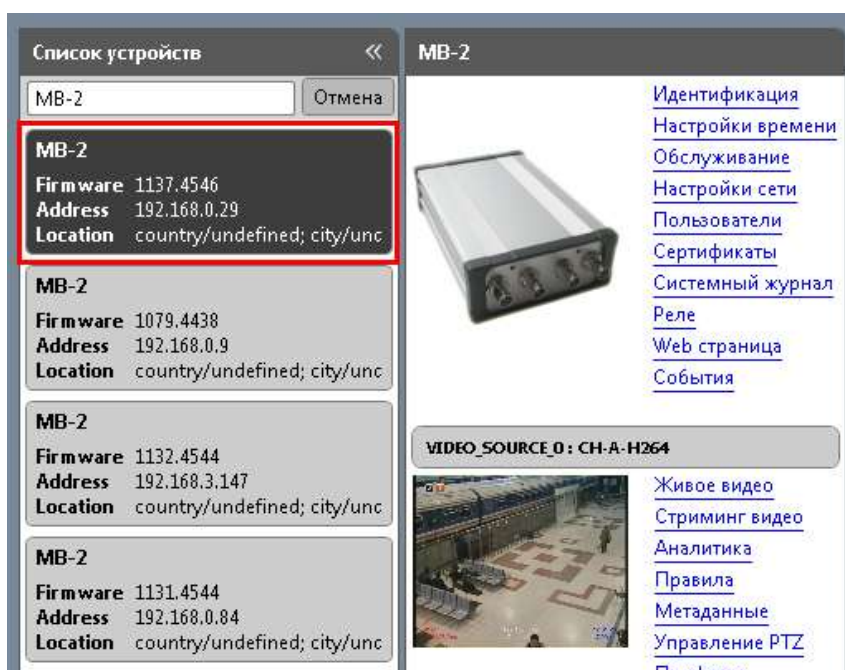 Список устройств «
MB-2 Отмена
MB-2
Firmware 1137.4546
Address 192.168.0.29
Location country/undefined; city/unc
MB-2
Firmware 1079.4438
Address 192.168.0.9
Location country/undefined; city/unc
MB-2
Firmware 1132.4544
Address 192.168.3.147
Location country/undefined; city/unc
MB-2
Firmware 1131.4544
Address 192.168.0.84
Location country/undefined; city/unc
MB-2
Идентификация
Настройки времени
Обслуживание
Настройки сети
Пользователи
Сертификаты
Системный журнал
Реле
Web страница
События
VIDEO_SOURCE_0 : CH-A-H264
Живое видео
Стриминг видео
Аналитика
Правила
Метаданные
Управление PTZ